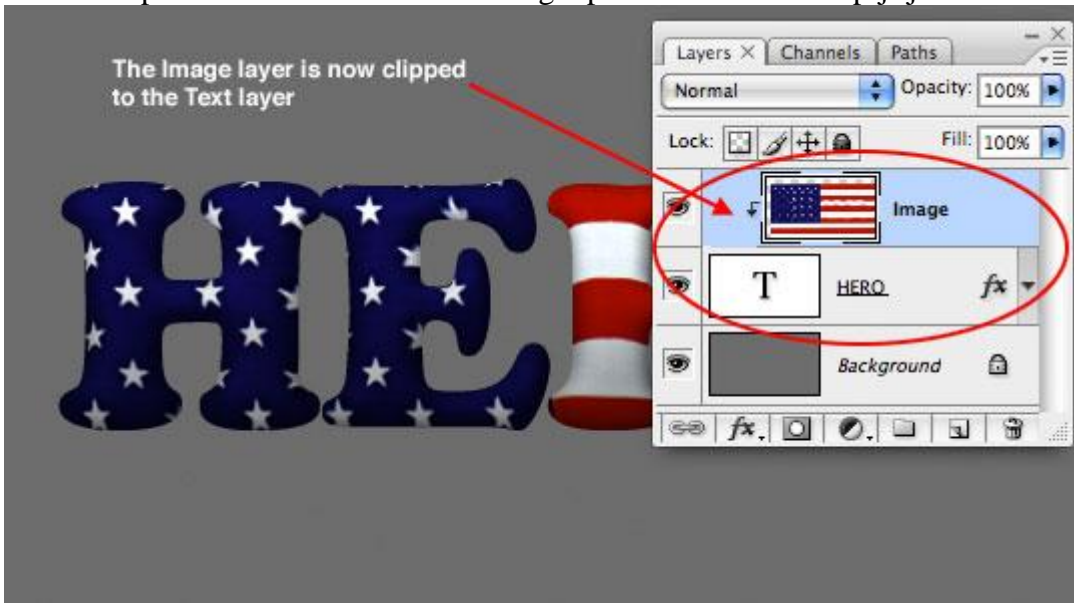 The Image layer is now clipped
to the Text layer
HE
Layers × Channels Paths
Normal Opacity: 100%
Lock: Fill: 100%
Image
T HERO fx
Background
fx.